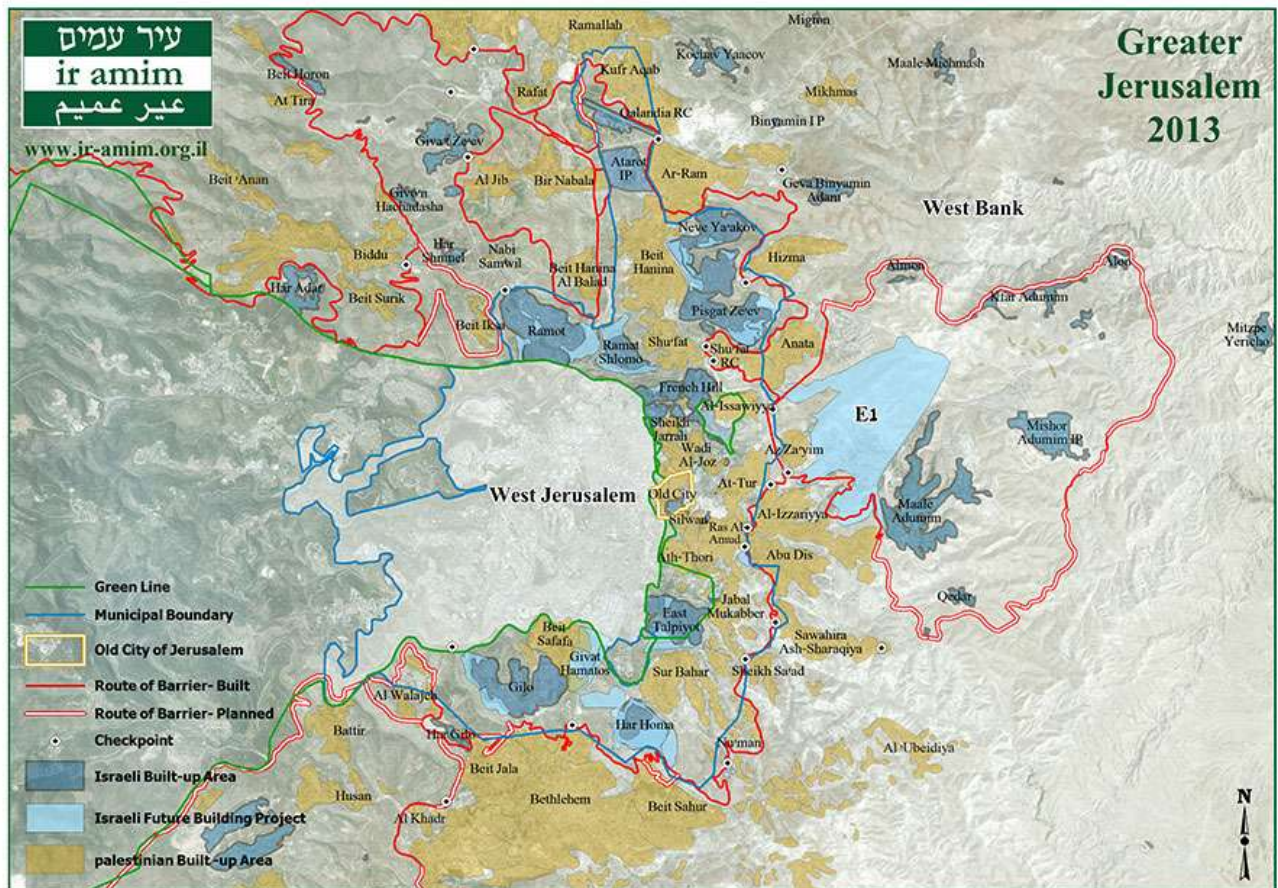 עיר עמים
ir amim
عير عميم
www.ir-amim.org.il
Greater
Jerusalem
2013
Ramallah
Migron
Kochav Yaacov
Maale Michmash
Beit Horon
At Tira
Rafat
Kufr Aqab
Mikhmas
Qalandia RC
Binyamin I P
Giva't Ze'ev
Al Jib
Bir Nabala
Atarot
IP
Ar-Ram
Beit 'Anan
Hachadasha
Geva Binyamin
Adam
West Bank
Neve Ya'akov
Biddu
Har
Shmuel
Nabi
Samwil
Beit Hanina
Al Balad
Beit
Hanina
Hizma
Almon
Alon
Kfar Adumim
Har Adar
Beit Surik
Beit Iksa
Ramot
Ramat
Shlomo
Shu'fat
Pisgat Ze'ev
Shu'fat
RC
Anata
Mitzpe
Yericho
French Hill
Al-Issawiyya
E1
Sheikh
Jarrah
Wadi
Al-Joz
Az/Za'yim
Mishor
Adumim IP
West Jerusalem
Old City
At-Tur
Al-Izzariyya
Maale
Adumim
Silwan
Ras Al
Amud
Ath-Thori
Abu Dis
Qedar
East
Talpiyot
Jabal
Mukabber
Beit
Safafa
Givat
Hamatos
Sawahira
Ash-Sharaqiya
Sur Bahar
Sheikh Sa'ad
Gilo
Al Walajeh
Har Gilo
Har Homa
Nu'man
Al 'Ubeidiya
Battir
Beit Jala
Husan
Bethlehem
Beit Sahur
Al Khadr
Green Line
Municipal Boundary
Old City of Jerusalem
Route of Barrier- Built
Route of Barrier- Planned
Checkpoint
Israeli Built-up Area
Israeli Future Building Project
palestinian Built-up Area
N